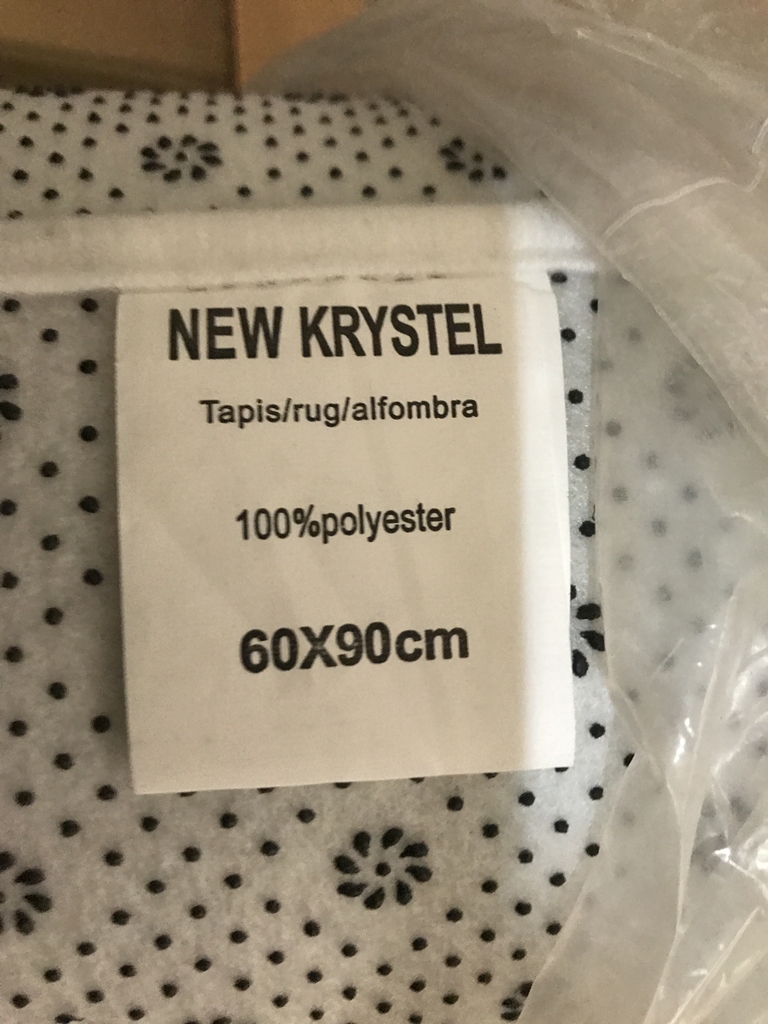 NEW KRYSTEL
Tapis/rug/alfombra
100%polyester
60X90cm